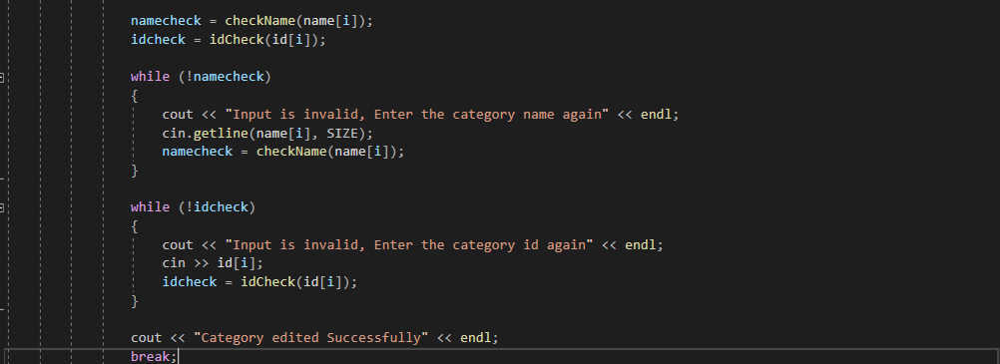 namecheck = checkName(name[i]);
idcheck = idCheck(id[i]);
while (!namecheck)
{
cout << "Input is invalid, Enter the category name again" << endl;
cin.getline(name[i], SIZE);
namecheck = checkName(name[i]);
}
while (!idcheck)
{
cout << "Input is invalid, Enter the category id again" << endl;
cin >> id[i];
idcheck = idCheck(id[i]);
}
cout << "Category edited Successfully" << endl;
break;